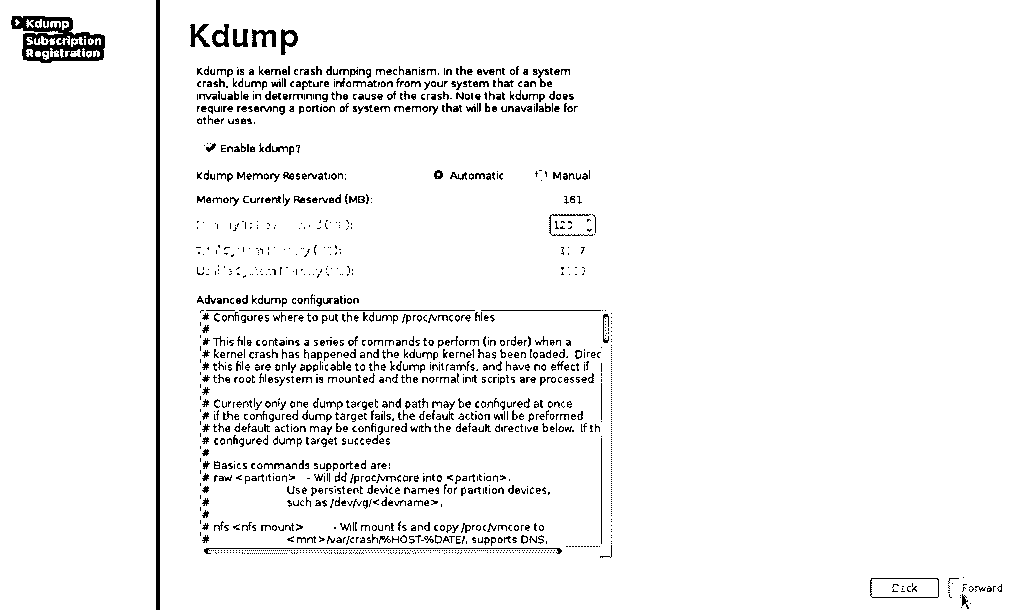 Kdump
Subscription
Registration
Kdump
Kdump is a kernel crash dumping mechanism. In the event of a system
crash, kdump will capture information from your system that can be
invaluable in determining the cause of the crash. Note that kdump does
require reserving a portion of system memory that will be unavailable for
other uses.
Enable kdump?
Kdump Memory Reservation: Automatic Manual
Memory Currently Reserved (MB): 161
Advanced kdump configuration
# Configures where to put the kdump /proc/vmcore files
#
# This file contains a series of commands to perform (in order) when a
# kernel crash has happened and the kdump kernel has been loaded. Direc
# this file are only applicable to the kdump initramfs, and have no effect if
# the root filesystem is mounted and the normal init scripts are processed
#
# Currently only one dump target and path may be configured at once
# if the configured dump target fails, the default action will be preformed
# the default action may be configured with the default directive below. If th
# configured dump target succedes
#
# Basics commands supported are:
# raw <partition> - Will dd /proc/vmcore into <partition>.
# Use persistent device names for partition devices,
# such as /dev/vg/<devname>.
#
# nfs <nfs mount> - Will mount fs and copy /proc/vmcore to
# <mnt>/var/crash/%HOST-%DATE/, supports DNS.
Back Forward